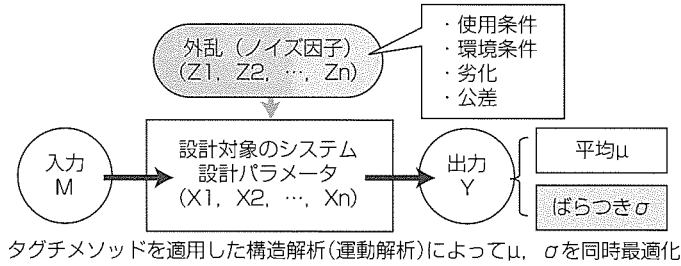 外乱（ノイズ因子）
（Z1，Z2，…，Zn）
・使用条件
・環境条件
・劣化
・公差
入力
M
設計対象のシステム
設計パラメータ
（X1，X2，…，Xn）
出力
Y
平均μ
ばらつきσ
タグチメソッドを適用した構造解析（運動解析）によってμ，σを同時最適化